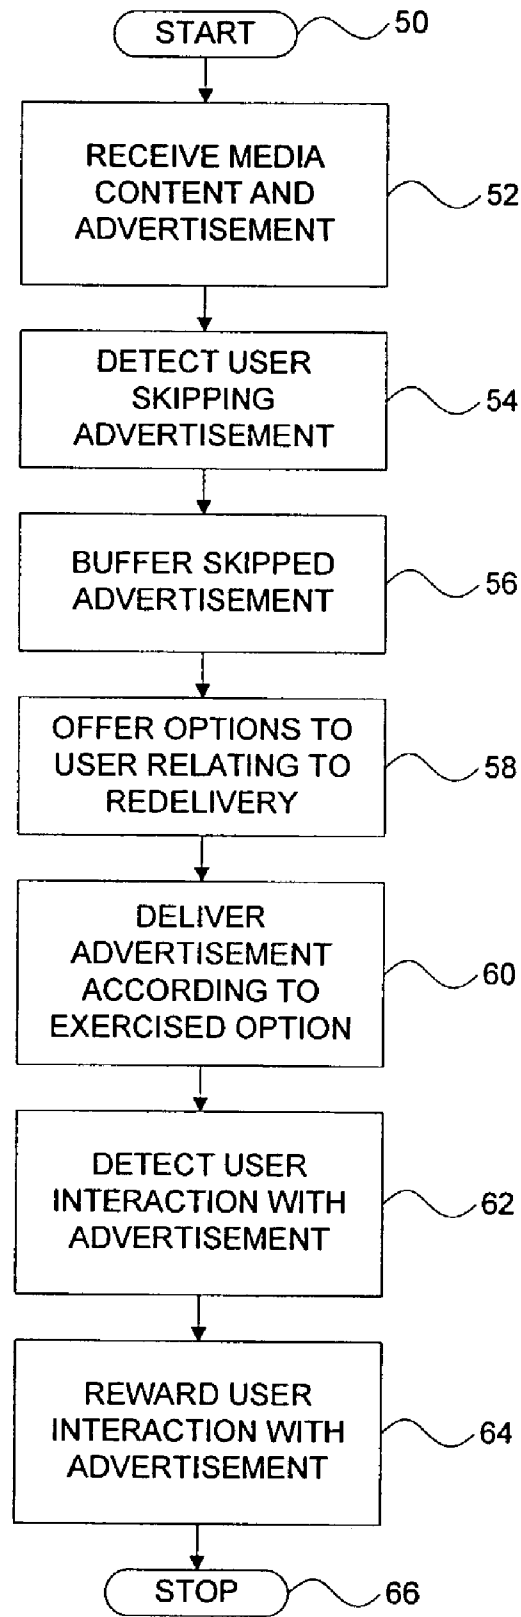 START
50
RECEIVE MEDIA
CONTENT AND
ADVERTISEMENT
52
DETECT USER
SKIPPING
ADVERTISEMENT
54
BUFFER SKIPPED
ADVERTISEMENT
56
OFFER OPTIONS TO
USER RELATING TO
REDELIVERY
58
DELIVER
ADVERTISEMENT
ACCORDING TO
EXERCISED OPTION
60
DETECT USER
INTERACTION WITH
ADVERTISEMENT
62
REWARD USER
INTERACTION WITH
ADVERTISEMENT
64
STOP
66